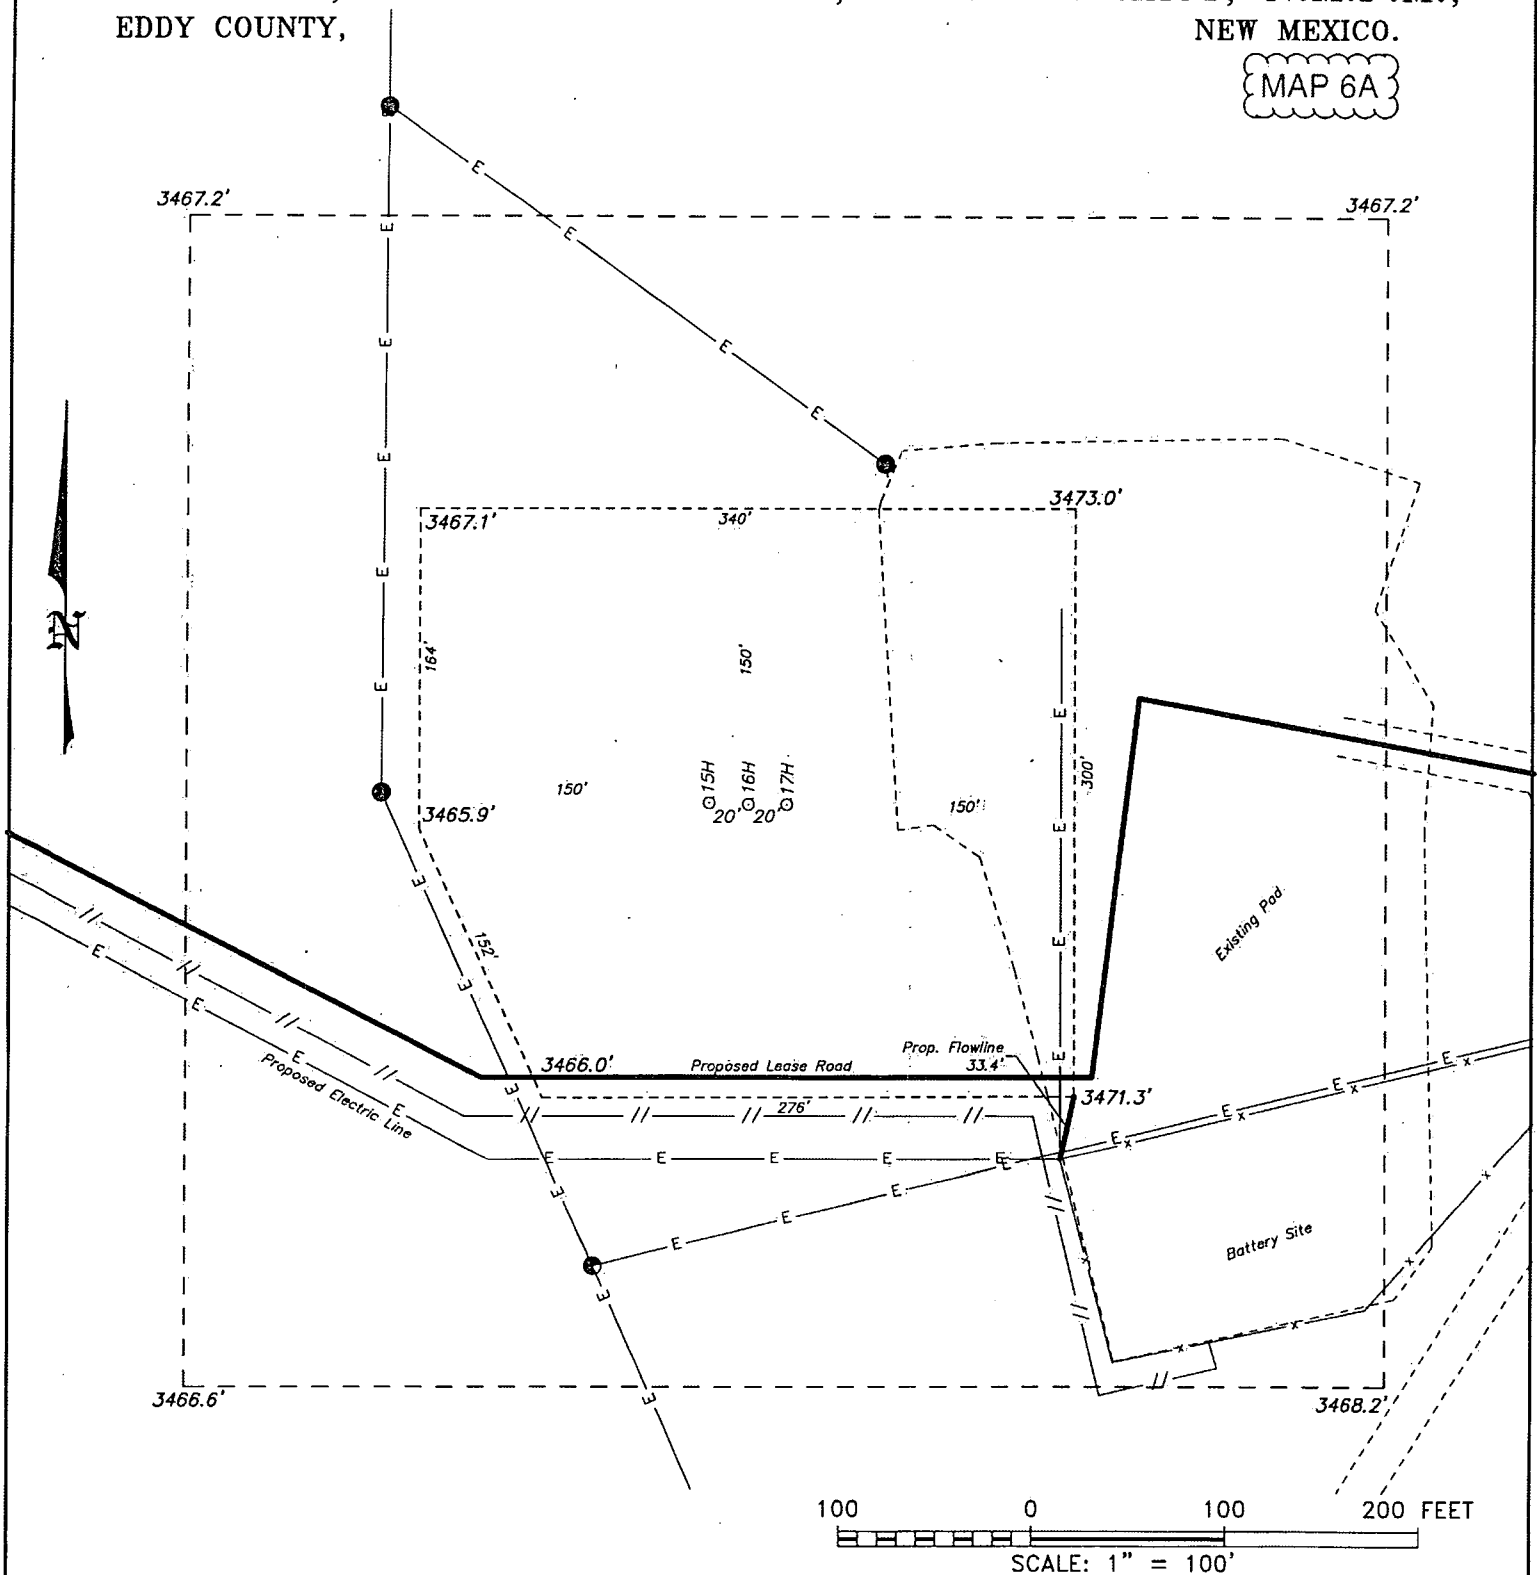 EDDY COUNTY, NEW MEXICO.
MAP 6A
3467.2' 3467.2'
E
E
E
E
E
E
E
3473.0'
3467.1' 340'
E
N
164' 150'
E
E
300'
15H 16H 17H
150' 150'
20' 20'
3465.9'
E
E
E
152'
Existing Pad
E
E
E
E
Prop. Flowline
3466.0' Proposed Lease Road 33.4'
E
Proposed Electric Line
276' 3471.3'
E
E
E
E
E E E E E
E
E
E
E
E
E
E
Battery Site
E
E
3466.6' 3468.2'
100 0 100 200 FEET
SCALE: 1" = 100'